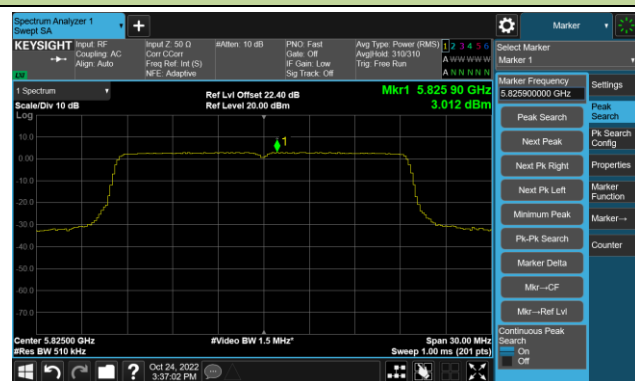 Spectrum Analyzer 1
Swept SA
Marker
KEYSIGHT
Input: RF
Coupling: AC
Align: Auto
Input Z: 50 Ω
Corr CCorr
Freq Ref: Int (S)
NFE: Adaptive
#Atten: 10 dB
PNO: Fast
Gate: Off
IF Gain: Low
Sig Track: Off
Avg Type: Power (RMS)
Avg|Hold: 310/310
Trig: Free Run
1 2 3 4 5 6
A W W W W W
A N N N N N
LW
Select Marker
Marker 1
1 Spectrum
Scale/Div 10 dB
Log
Ref Lvl Offset 22.40 dB
Ref Level 20.00 dBm
Mkr1 5.825 90 GHz
3.012 dBm
10.0
0.00
-10.0
-20.0
-30.0
-40.0
-50.0
-60.0
-70.0
1
Center 5.82500 GHz
#Res BW 510 kHz
#Video BW 1.5 MHz*
Span 30.00 MHz
Sweep 1.00 ms (201 pts)
Marker Frequency
5.825900000 GHz
Peak Search
Next Peak
Next Pk Right
Next Pk Left
Minimum Peak
Pk-Pk Search
Marker Delta
Mkr→CF
Mkr→Ref Lvl
Continuous Peak
Search
On
Off
Settings
Peak
Search
Pk Search
Config
Properties
Marker
Function
Marker→
Counter
Oct 24, 2022
3:37:02 PM